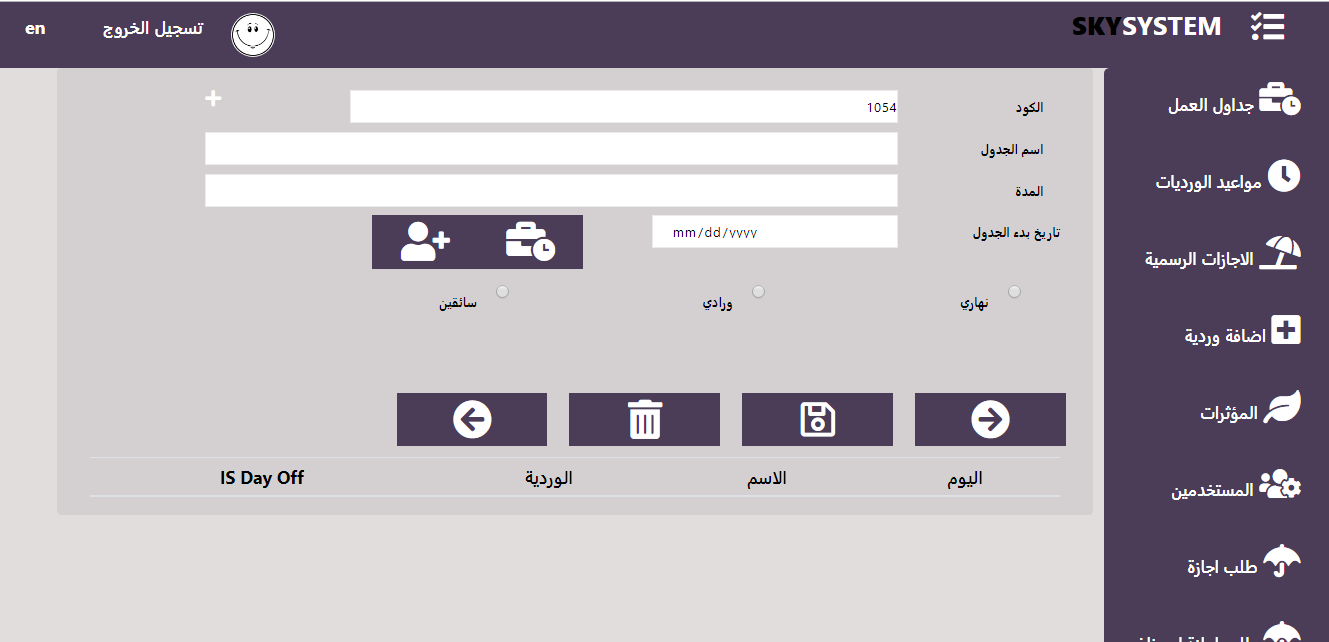 SKYSYSTEM
تسجيل الخروج
en
جداول العمل
مواعيد الورديات
الاجازات الرسمية
اضافة وردية
المؤثرات
المستخدمين
طلب اجازة
الكود
1054
اسم الجدول
المدة
تاريخ بدء الجدول
mm/dd/yyyy
نهاري
ورادي
سائقين
اليوم
الاسم
الوردية
IS Day Off